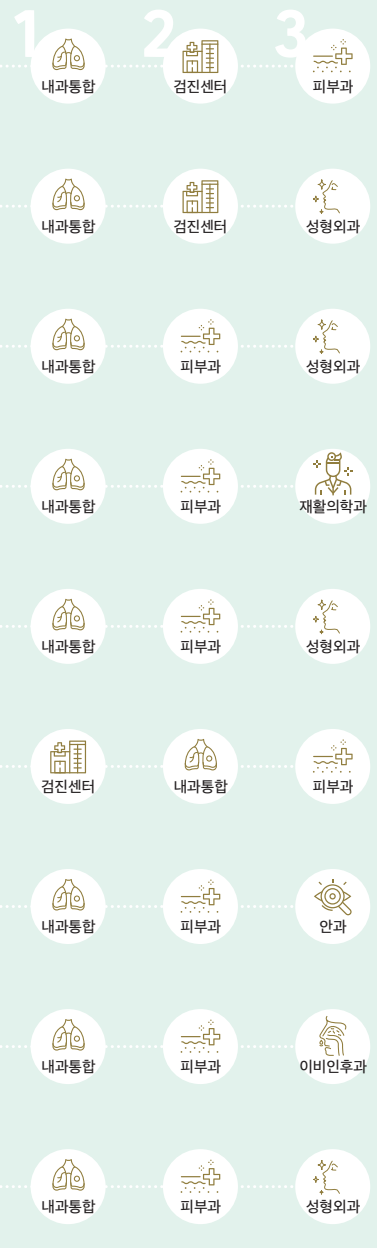 1 2 3
내과통합 검진센터 피부과
내과통합 검진센터 성형외과
내과통합 피부과 성형외과
내과통합 피부과 재활의학과
내과통합 피부과 성형외과
검진센터 내과통합 피부과
내과통합 피부과 안과
내과통합 피부과 이비인후과
내과통합 피부과 성형외과